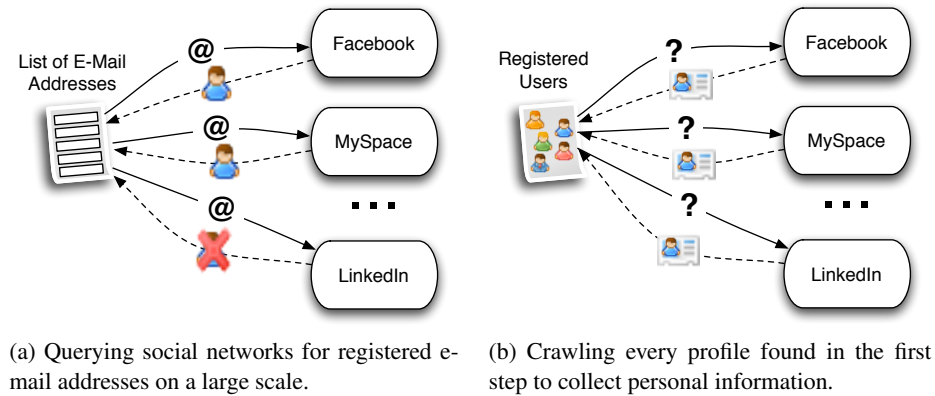 List of E-Mail
Addresses
@
@
@
Facebook
MySpace
...
LinkedIn
(a) Querying social networks for registered e-
mail addresses on a large scale.
Registered
Users
?
?
?
Facebook
MySpace
...
LinkedIn
(b) Crawling every profile found in the first
step to collect personal information.